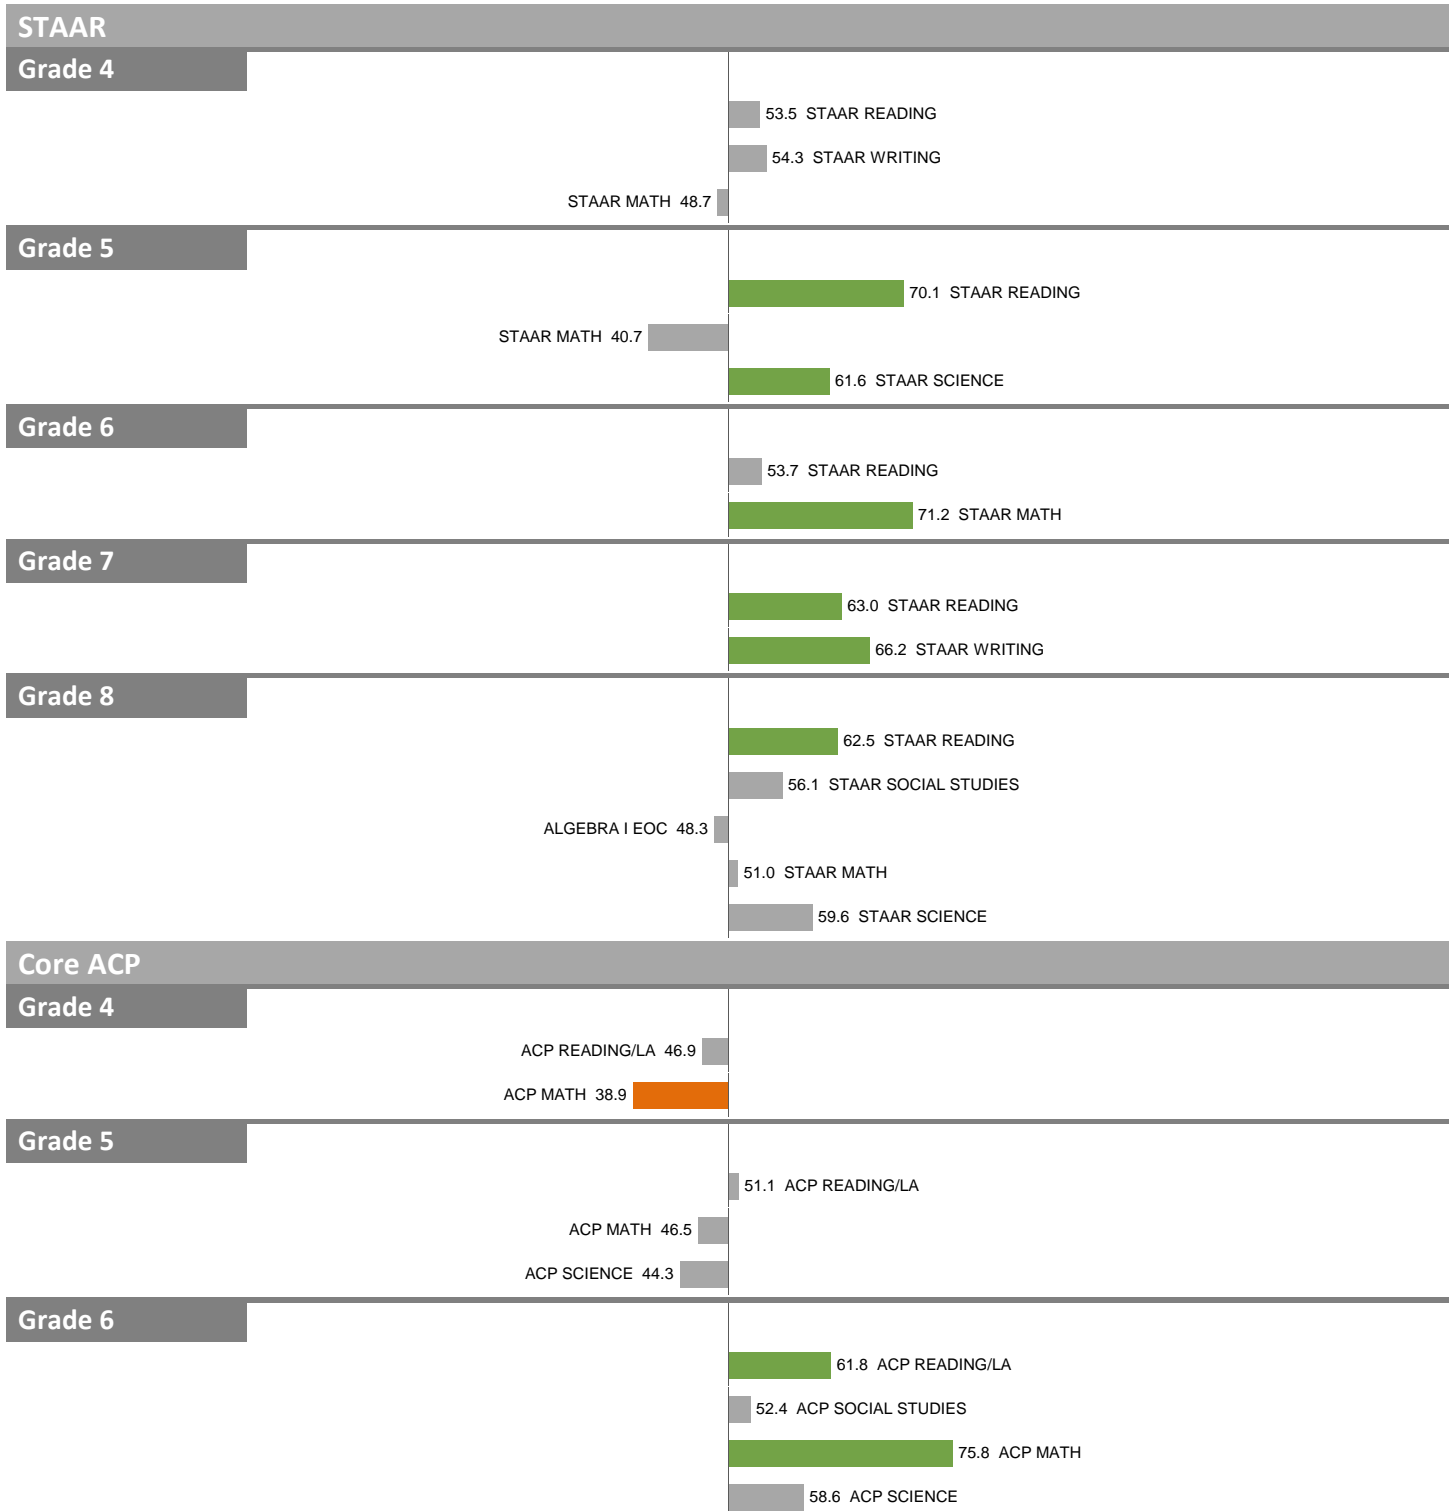 STAAR
Grade 4
53.5 STAAR READING
54.3 STAAR WRITING
STAAR MATH 48.7
Grade 5
70.1 STAAR READING
STAAR MATH 40.7
61.6 STAAR SCIENCE
Grade 6
53.7 STAAR READING
71.2 STAAR MATH
Grade 7
63.0 STAAR READING
66.2 STAAR WRITING
Grade 8
62.5 STAAR READING
56.1 STAAR SOCIAL STUDIES
ALGEBRA I EOC 48.3
51.0 STAAR MATH
59.6 STAAR SCIENCE
Core ACP
Grade 4
ACP READING/LA 46.9
ACP MATH 38.9
Grade 5
51.1 ACP READING/LA
ACP MATH 46.5
ACP SCIENCE 44.3
Grade 6
61.8 ACP READING/LA
52.4 ACP SOCIAL STUDIES
75.8 ACP MATH
58.6 ACP SCIENCE